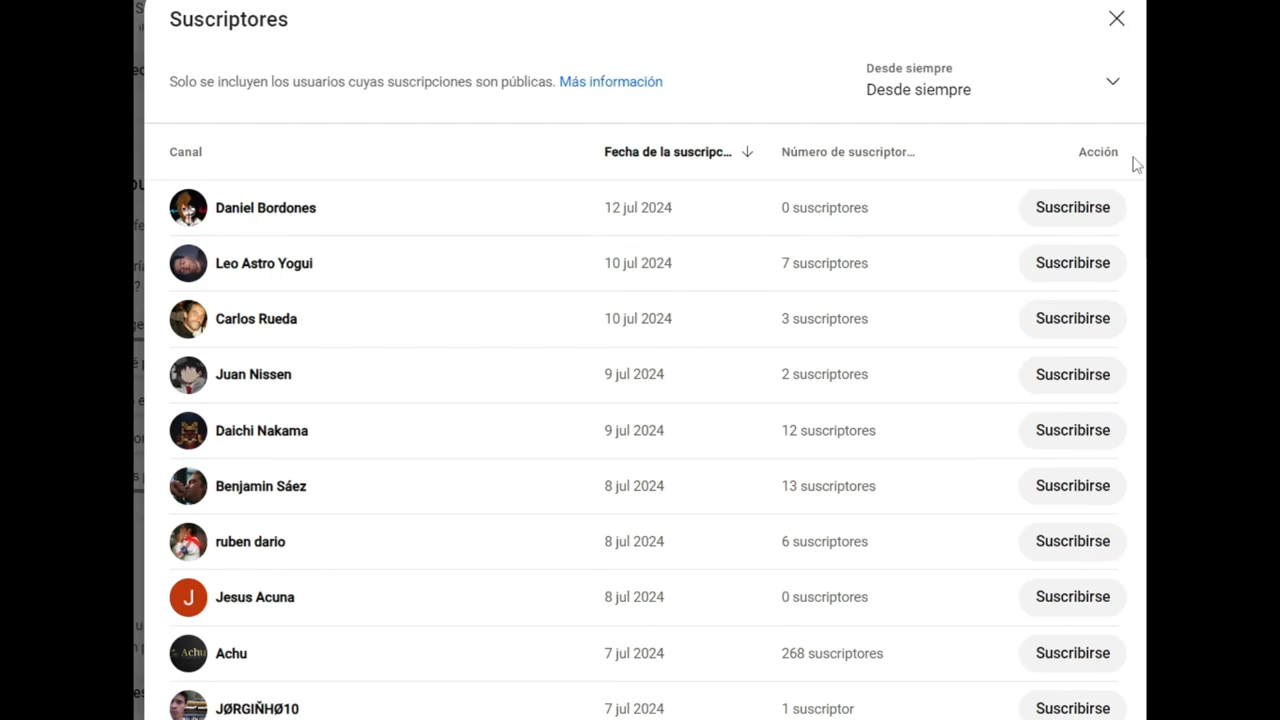 Suscriptores
Solo se incluyen los usuarios cuyas suscripciones son públicas. Más información
Desde siempre
Desde siempre
Canal Fecha de la suscripc... Número de suscriptor... Acción
Daniel Bordones 12 jul 2024 0 suscriptores Suscribirse
Leo Astro Yogui 10 jul 2024 7 suscriptores Suscribirse
Carlos Rueda 10 jul 2024 3 suscriptores Suscribirse
Juan Nissen 9 jul 2024 2 suscriptores Suscribirse
Daichi Nakama 9 jul 2024 12 suscriptores Suscribirse
Benjamin Sáez 8 jul 2024 13 suscriptores Suscribirse
ruben dario 8 jul 2024 6 suscriptores Suscribirse
J Jesus Acuna 8 jul 2024 0 suscriptores Suscribirse
Achu Achu 7 jul 2024 268 suscriptores Suscribirse
JØRGIÑHØ10 7 jul 2024 1 suscriptor Suscribirse